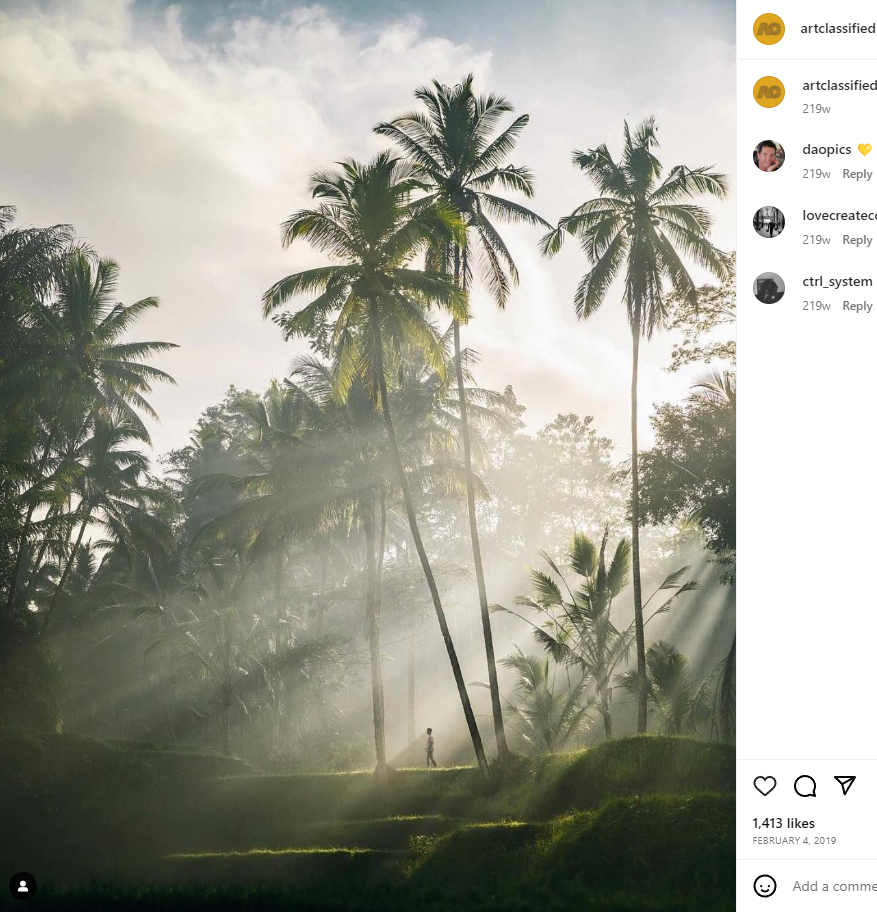 artclassified
artclassified
219w
daopics 💛
219w Reply
219w Reply
ctrl_system
219w Reply
1,413 likes
FEBRUARY 4, 2019
Add a comme